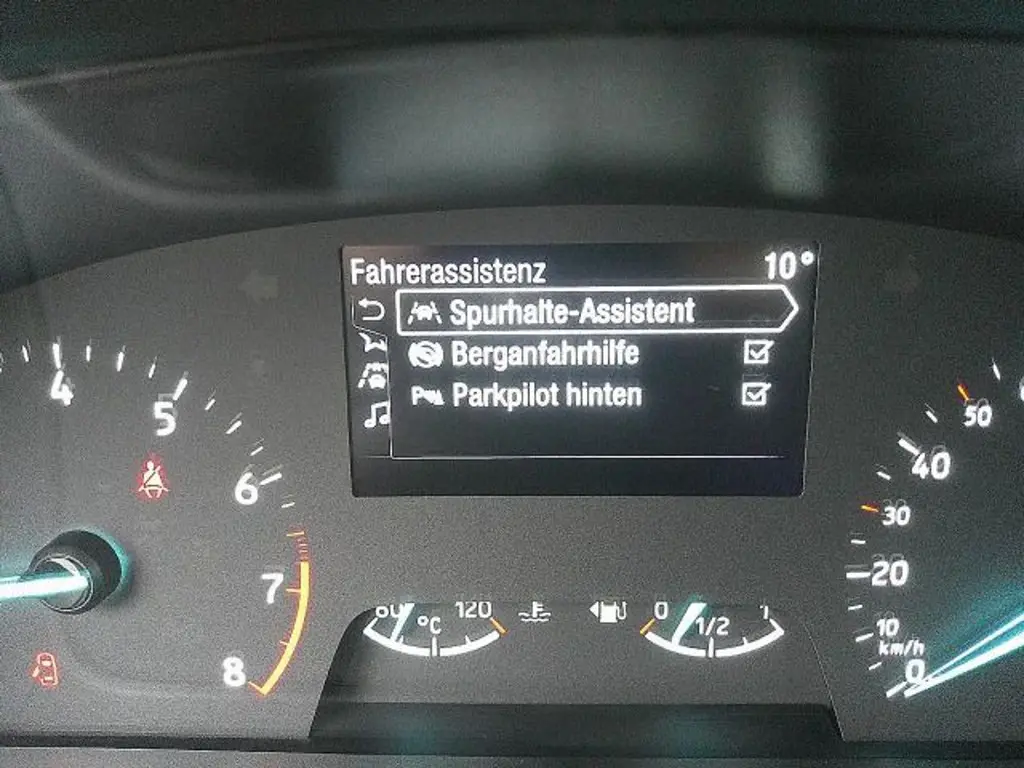 Fahrerassistenz 10°
Spurhalte-Assistent
Berganfahrhilfe
Parkpilot hinten
4
5
6
7
8
50
40
30
20
10
km/h
0
60 °C 120
0 1/2 1